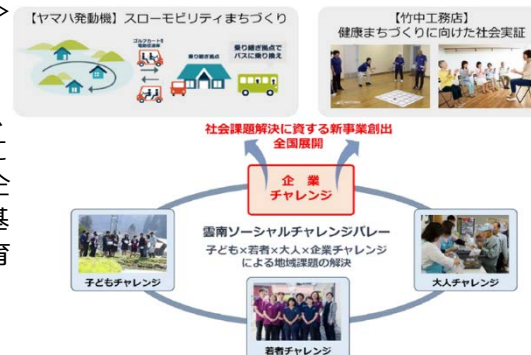 【ヤマハ発動機】スローモビリティまちづくり
乗り継ぎ拠点
乗り継ぎ拠点で
バスに乗り換え
【竹中工務店】
健康まちづくりに向けた社会実証
社会課題解決に資する新事業創出
全国展開
企 業
チャレンジ
雲南ソーシャルチャレンジバレー
子ども×若者×大人×企業チャレンジ
による地域課題の解決
子どもチャレンジ
大人チャレンジ
若者チャレンジ